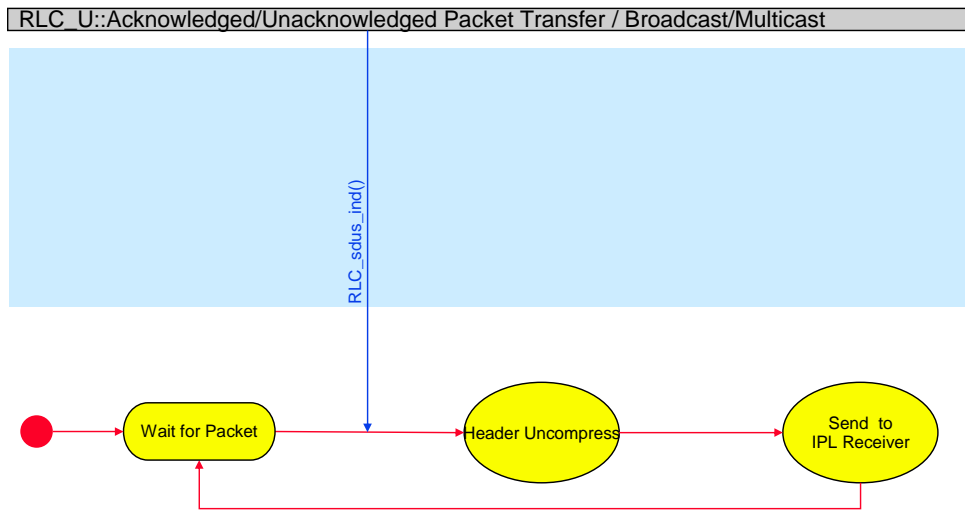 RLC_U::Acknowledged/Unacknowledged Packet Transfer / Broadcast/Multicast
RLC_sdus_ind()
Wait for Packet
Header Uncompress
Send to
IPL Receiver